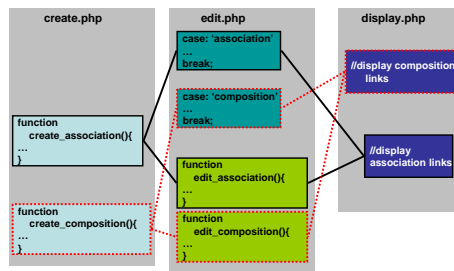 create.php
edit.php
display.php
case: ‘association’
…
break;
//display composition
links
case: ‘composition’
…
break;
function
create_association(){
…
}
//display
association links
function
edit_association(){
…
}
function
create_composition(){
…
}
function
edit_composition(){
…
}